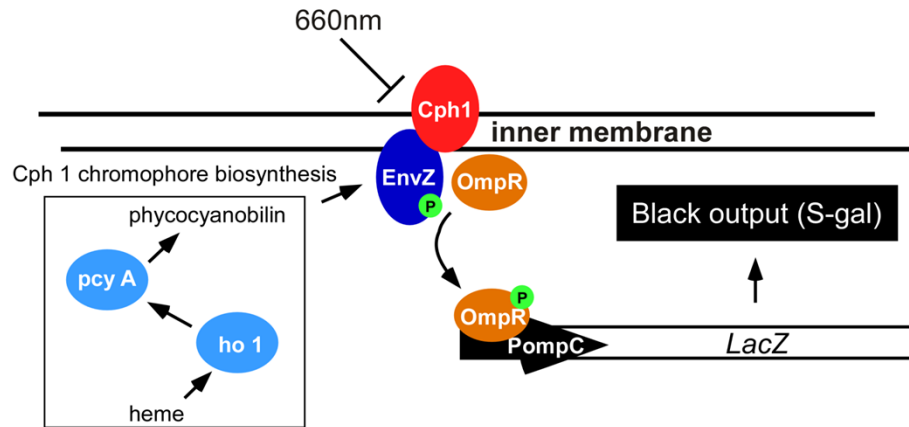 660nm
Cph1
inner membrane
Cph 1 chromophore biosynthesis
EnvZ
P
OmpR
phycocyanobilin
pcy A
ho 1
heme
Black output (S-gal)
P
OmpR
PompC
LacZ